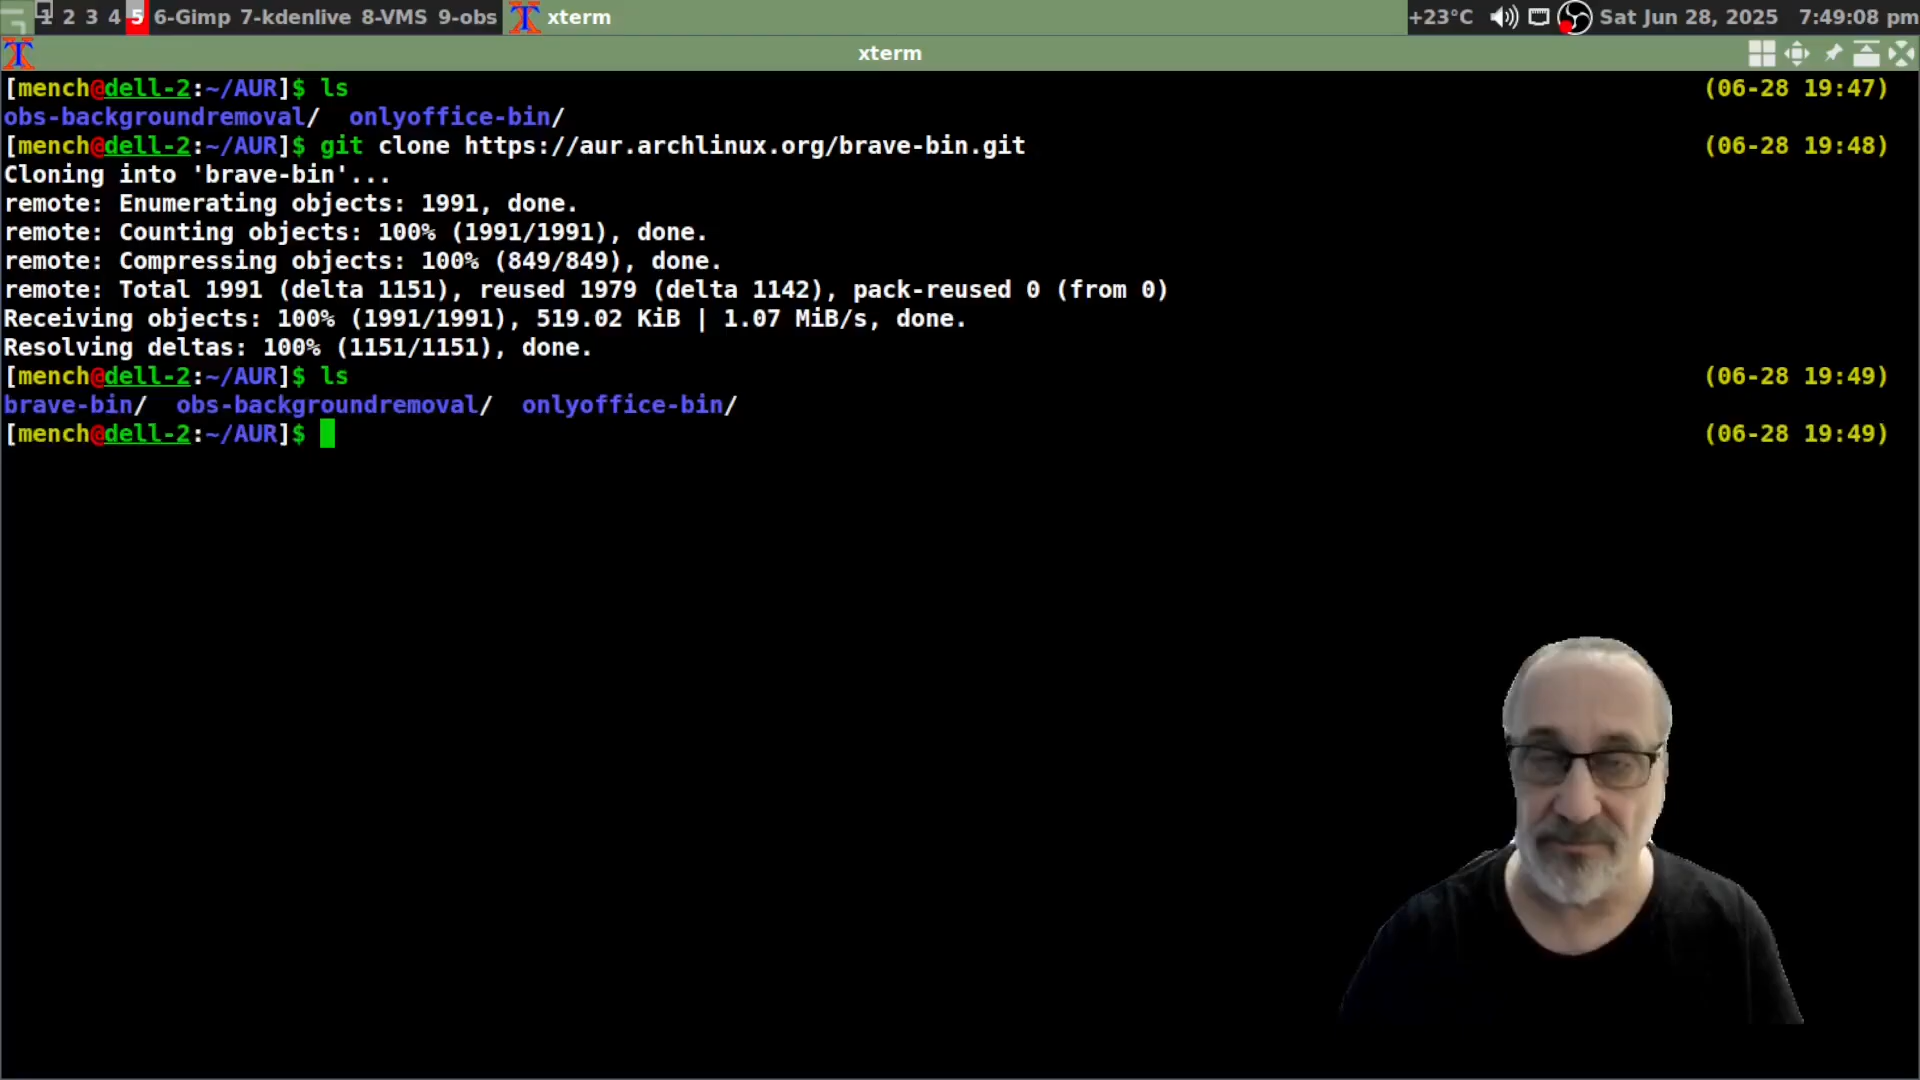 1 2 3 4 5 6-Gimp 7-kdenlive 8-VMS 9-obs xterm +23°C Sat Jun 28, 2025 7:49:08 pm
xterm
[mench@dell-2:~/AUR]$ ls (06-28 19:47)
obs-backgroundremoval/ onlyoffice-bin/
[mench@dell-2:~/AUR]$ git clone https://aur.archlinux.org/brave-bin.git (06-28 19:48)
Cloning into 'brave-bin'...
remote: Enumerating objects: 1991, done.
remote: Counting objects: 100% (1991/1991), done.
remote: Compressing objects: 100% (849/849), done.
remote: Total 1991 (delta 1151), reused 1979 (delta 1142), pack-reused 0 (from 0)
Receiving objects: 100% (1991/1991), 519.02 KiB | 1.07 MiB/s, done.
Resolving deltas: 100% (1151/1151), done.
[mench@dell-2:~/AUR]$ ls (06-28 19:49)
brave-bin/ obs-backgroundremoval/ onlyoffice-bin/
[mench@dell-2:~/AUR]$ (06-28 19:49)